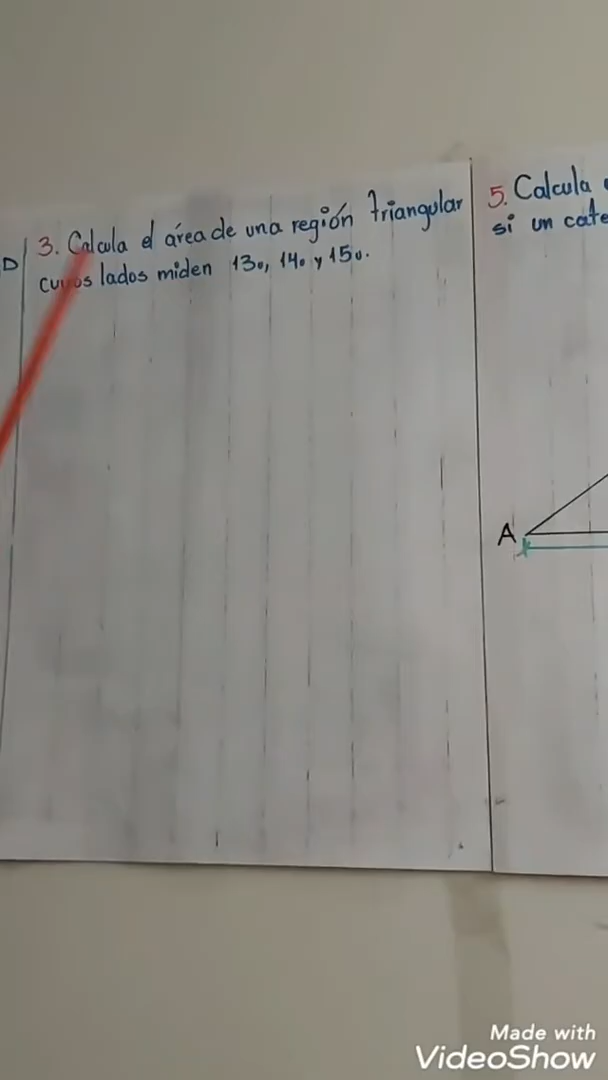 3. Calcula el área de una región triangular
cuyos lados miden 13u, 14u y 15u.
5. Calcula
si un cate
D
A
Made with
VideoShow